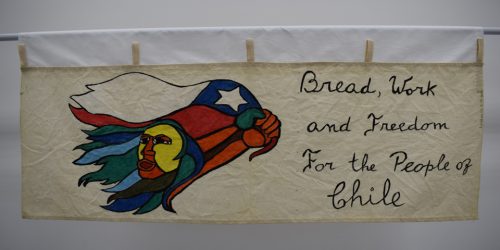 Bread, Work
and Freedom
For the People of
Chile